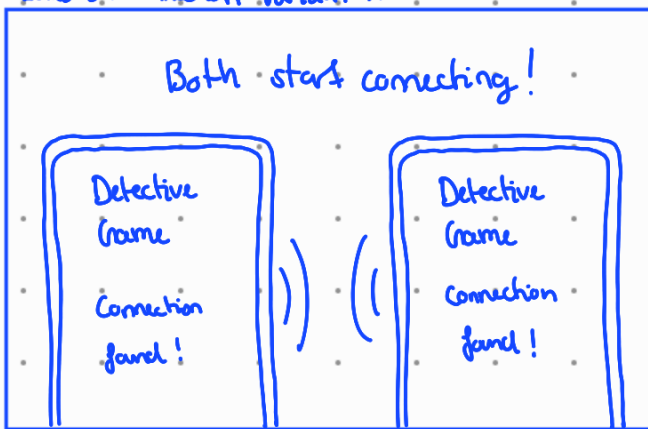 Both start connecting!
Detective
Game
Connection
found!
Detective
Game
Connection
found!